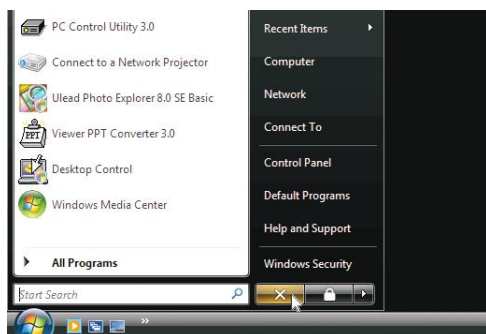 PC Control Utility 3.0
Connect to a Network Projector
Ulead Photo Explorer 8.0 SE Basic
PPT
Viewer PPT Converter 3.0
Desktop Control
Windows Media Center
All Programs
Start Search
Recent Items
Computer
Network
Connect To
Control Panel
Default Programs
Help and Support
Windows Security